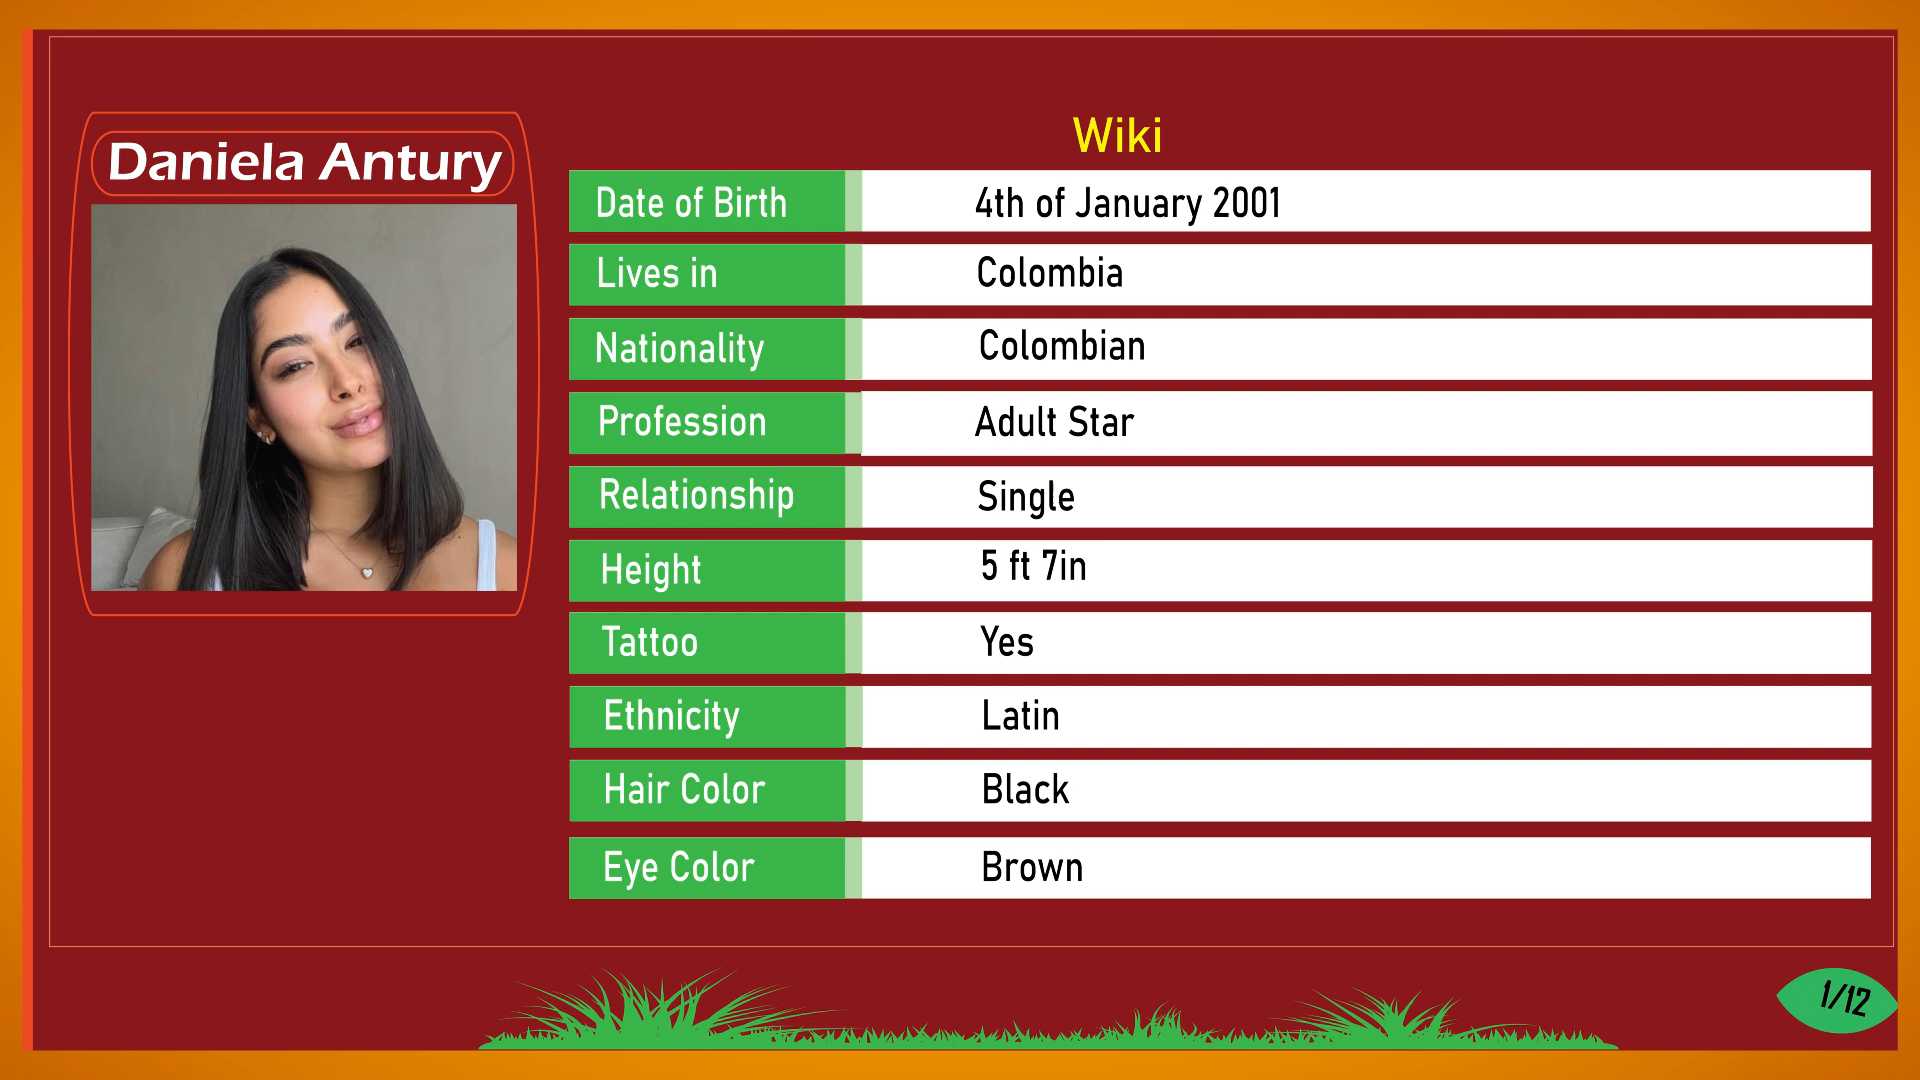 Daniela Antury
Wiki
Date of Birth 4th of January 2001
Lives in Colombia
Nationality Colombian
Profession Adult Star
Relationship Single
Height 5 ft 7in
Tattoo Yes
Ethnicity Latin
Hair Color Black
Eye Color Brown
1/12